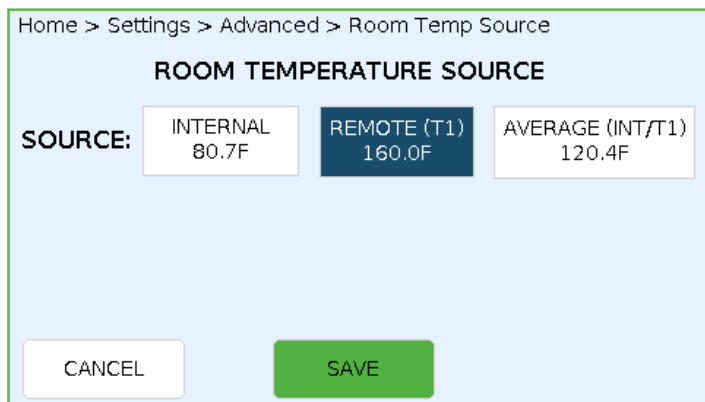 Home > Settings > Advanced > Room Temp Source
ROOM TEMPERATURE SOURCE
SOURCE:
INTERNAL
80.7F
REMOTE (T1)
160.0F
AVERAGE (INT/T1)
120.4F
CANCEL
SAVE